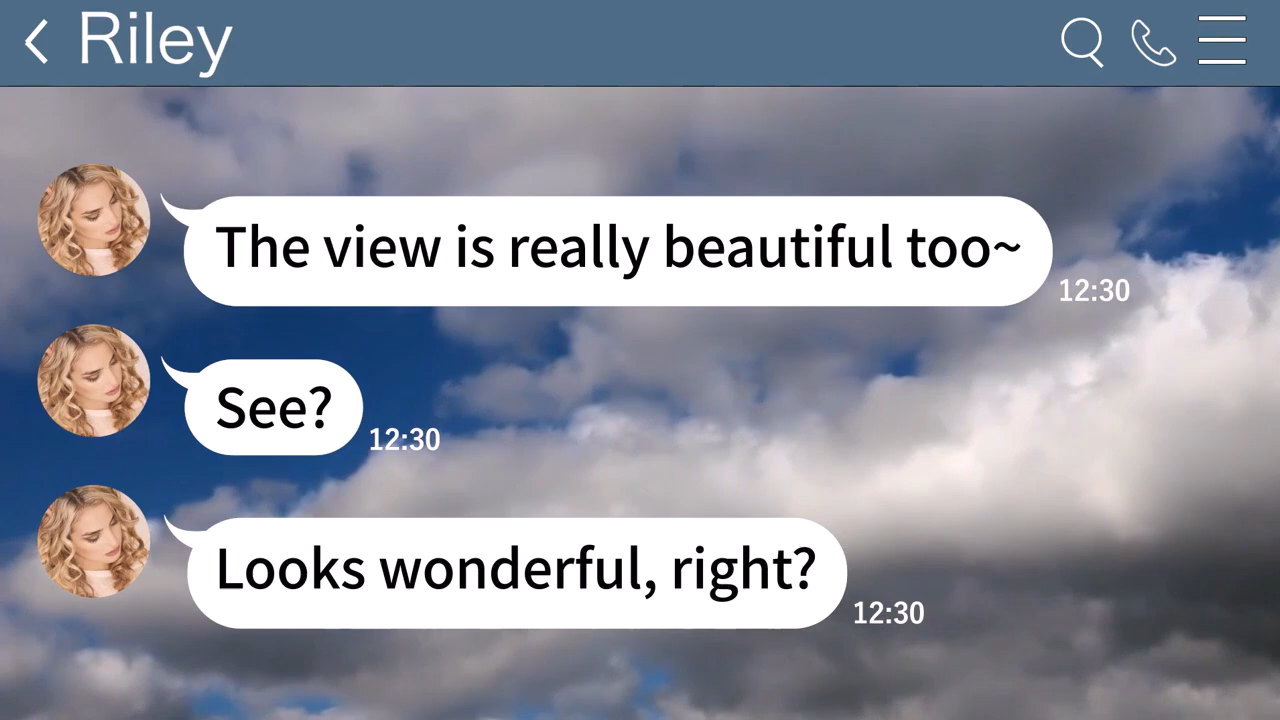 Riley
The view is really beautiful too~
12:30
See?
12:30
Looks wonderful, right?
12:30